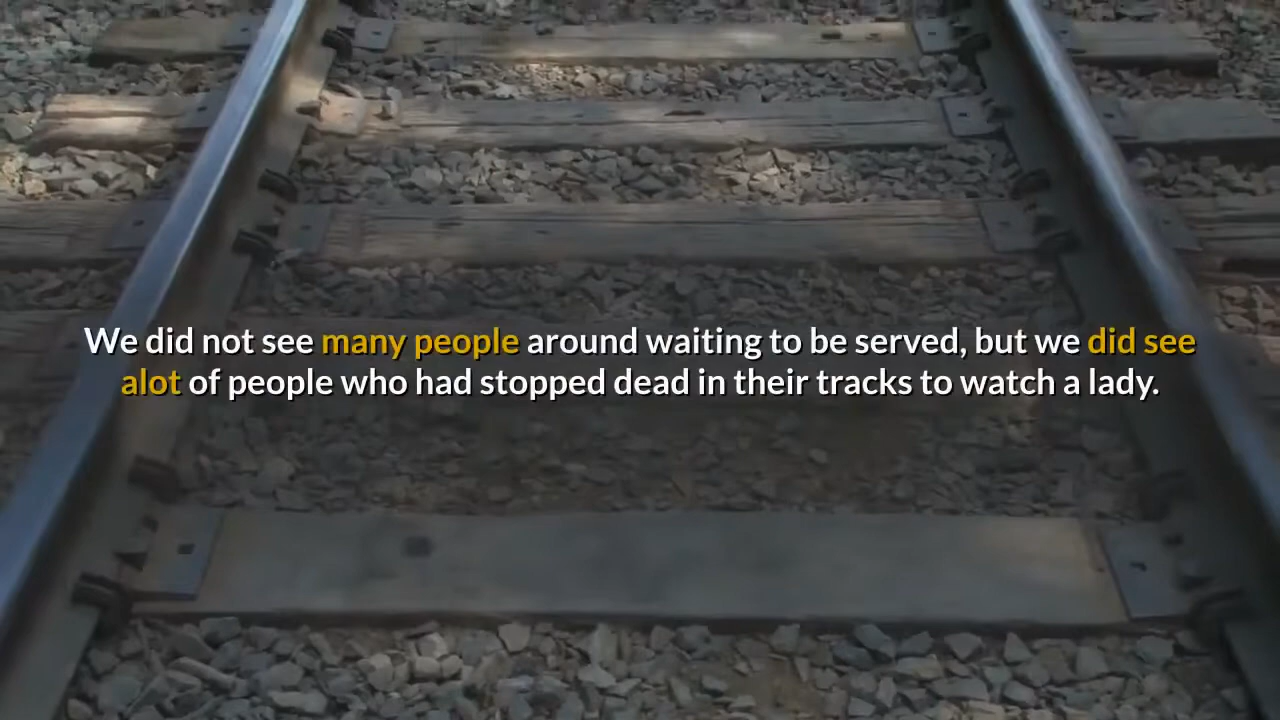 We did not see many people around waiting to be served, but we did see
alot of people who had stopped dead in their tracks to watch a lady.